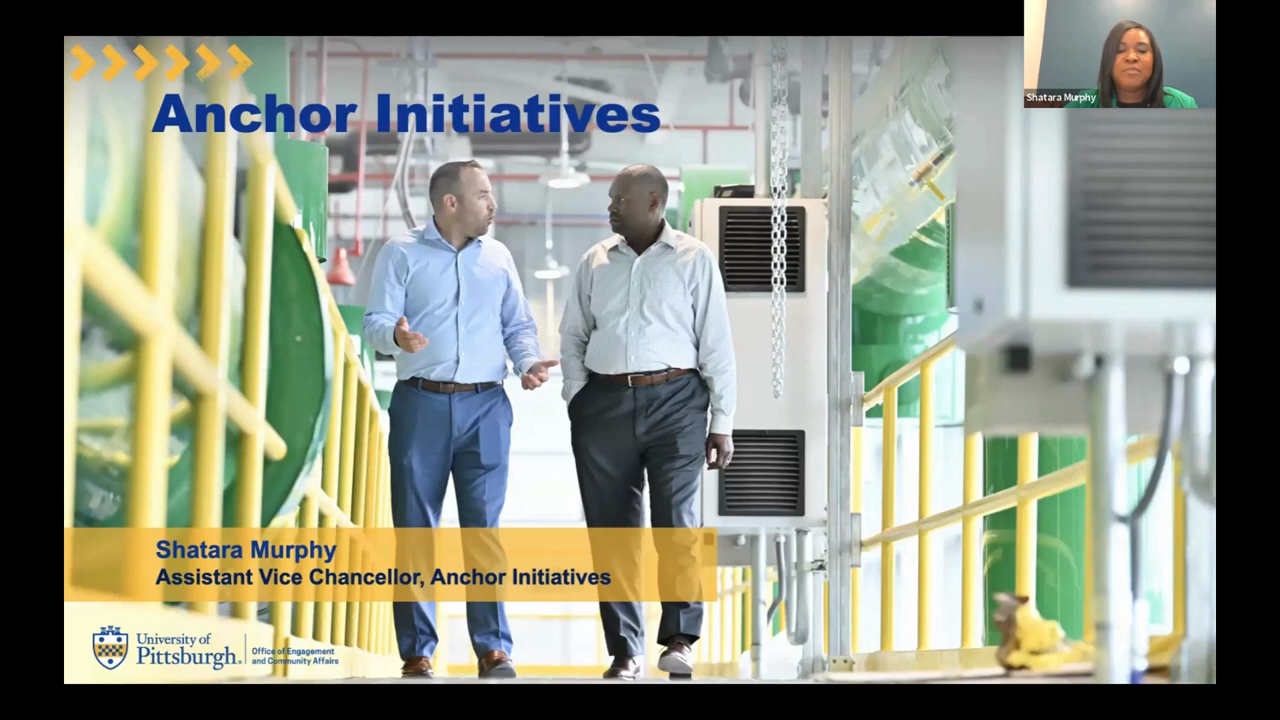 Anchor Initiatives
Shatara Murphy
Shatara Murphy
Assistant Vice Chancellor, Anchor Initiatives
University of
Pittsburgh.
Office of Engagement
and Community Affairs